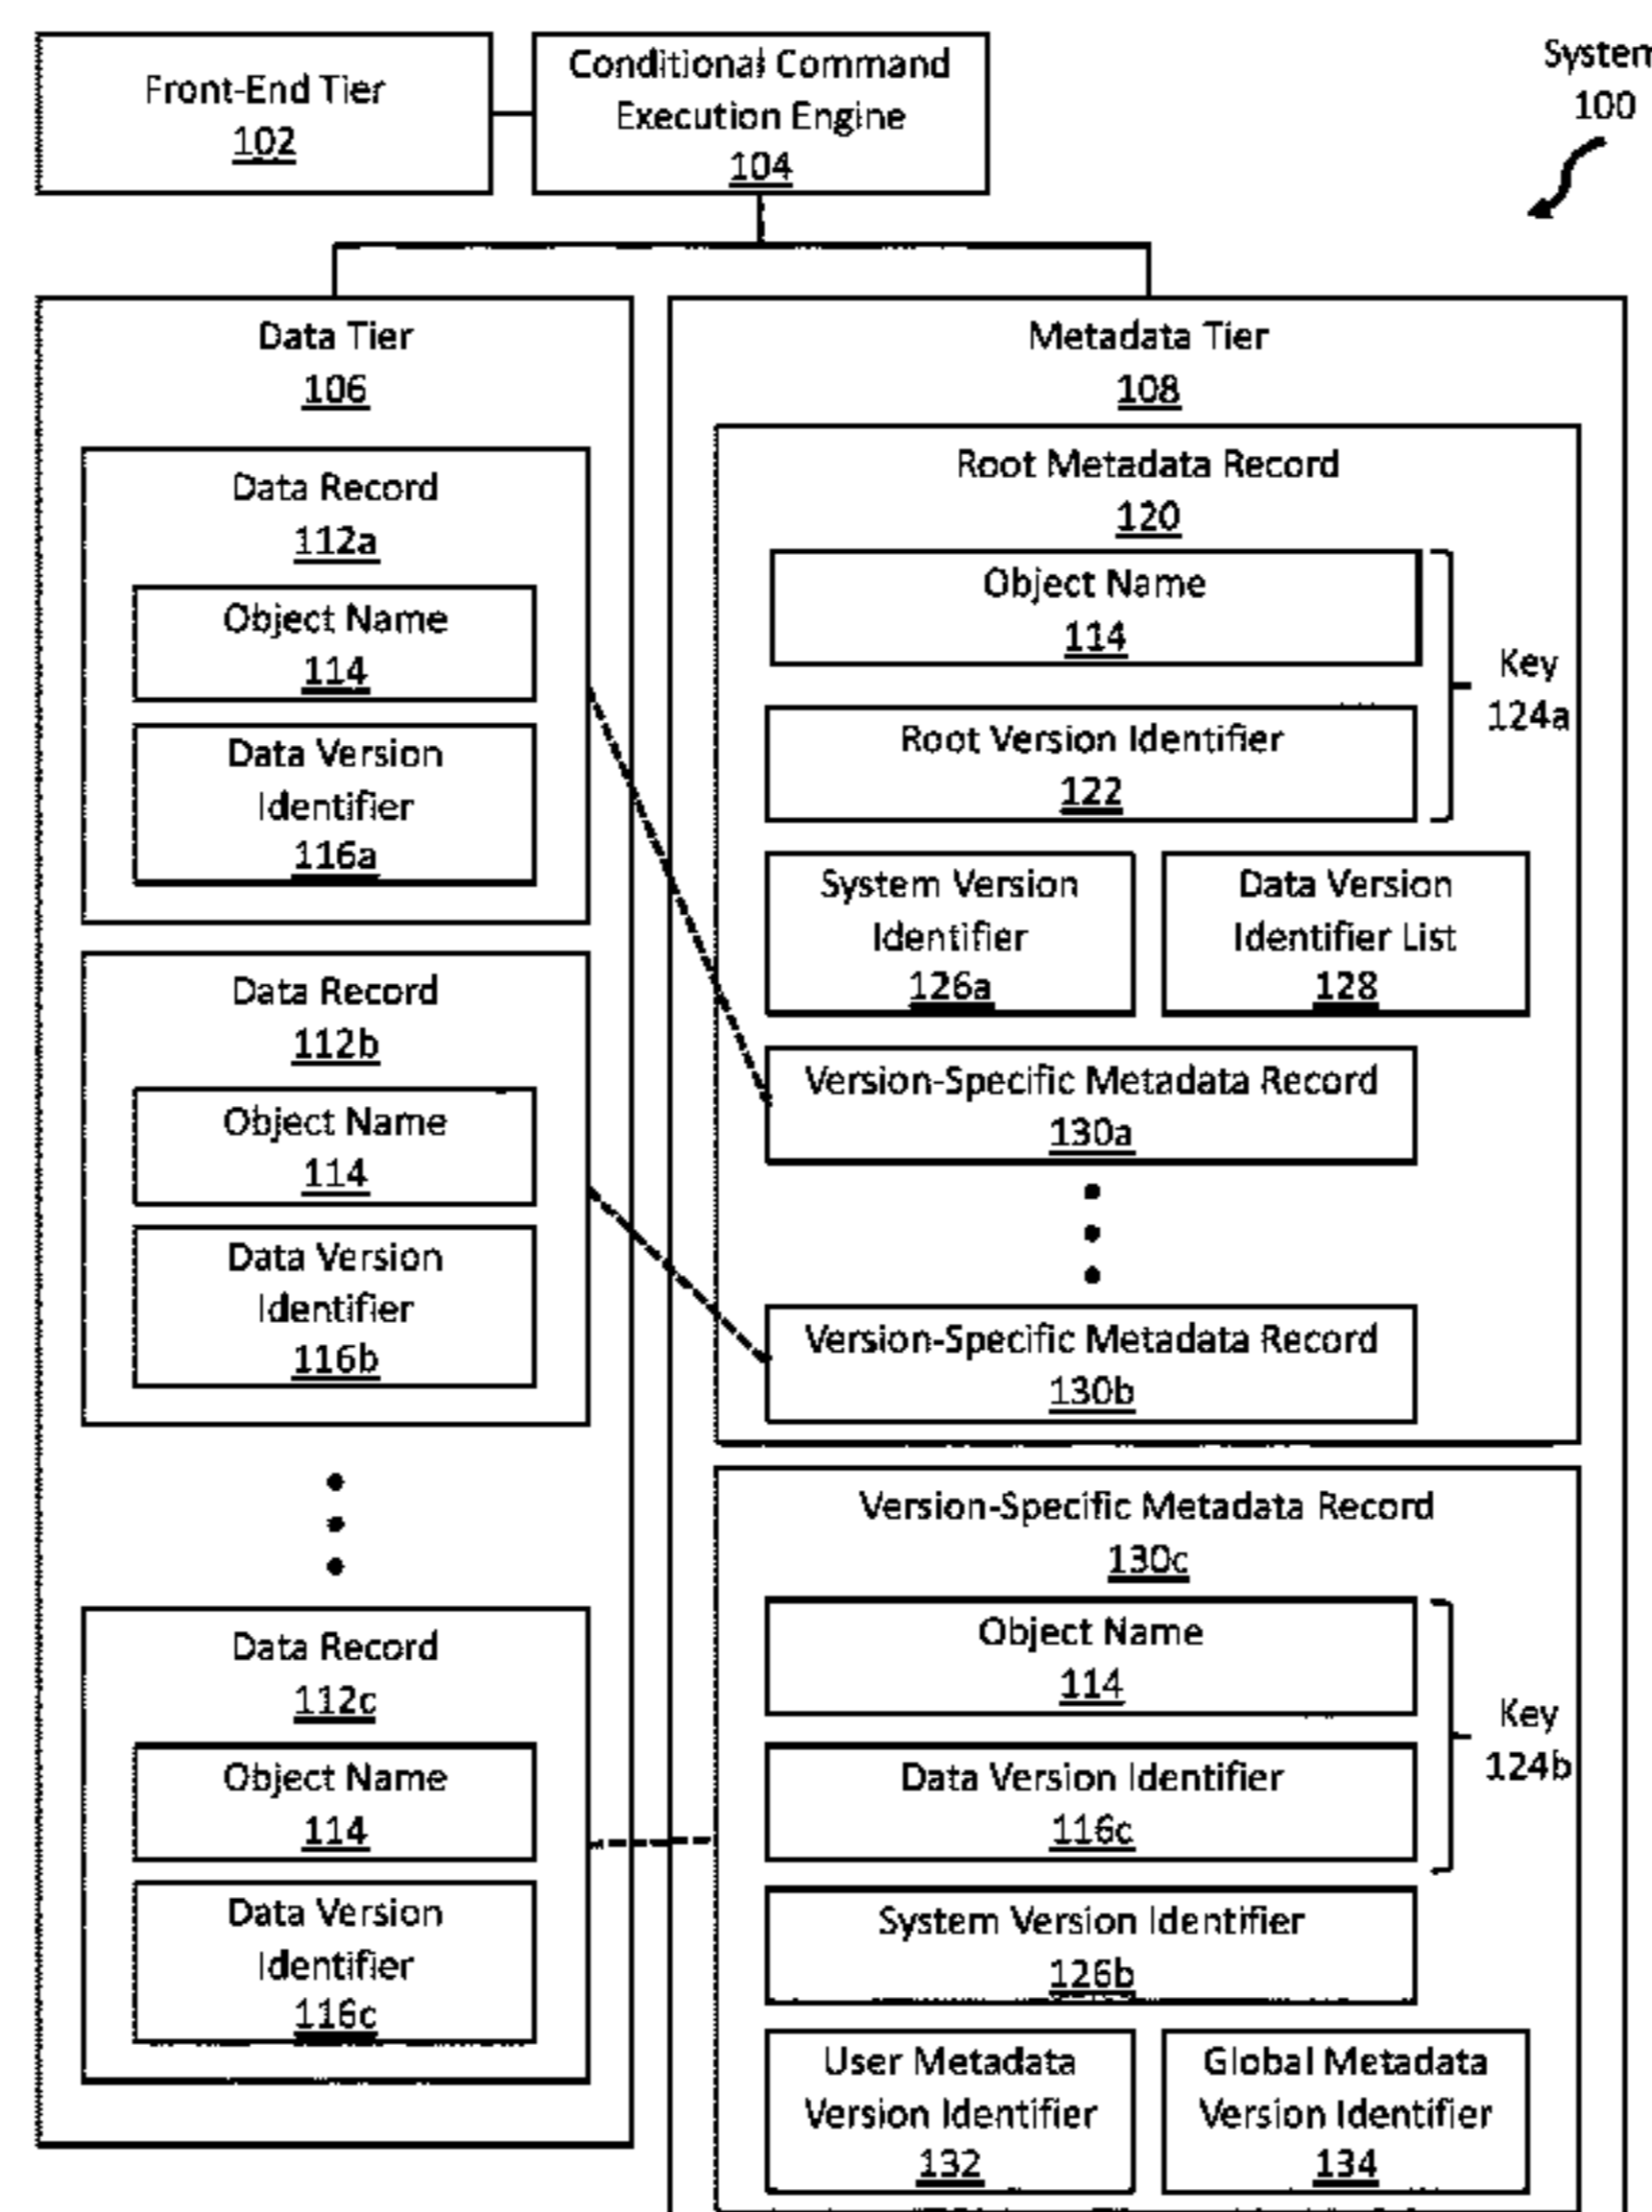 Front-End Tier
102
Conditional Command
Execution Engine
104
System
100
Data Tier
106
Data Record
112a
Object Name
114
Data Version
Identifier
116a
Data Record
112b
Object Name
114
Data Version
Identifier
116b
Data Record
112c
Object Name
114
Data Version
Identifier
116c
Metadata Tier
108
Root Metadata Record
120
Object Name
114
Root Version Identifier
122
Key
124a
System Version
Identifier
126a
Data Version
Identifier List
128
Version-Specific Metadata Record
130a
Version-Specific Metadata Record
130b
Version-Specific Metadata Record
130c
Object Name
114
Data Version Identifier
116c
Key
124b
System Version Identifier
126b
User Metadata
Version Identifier
132
Global Metadata
Version Identifier
134